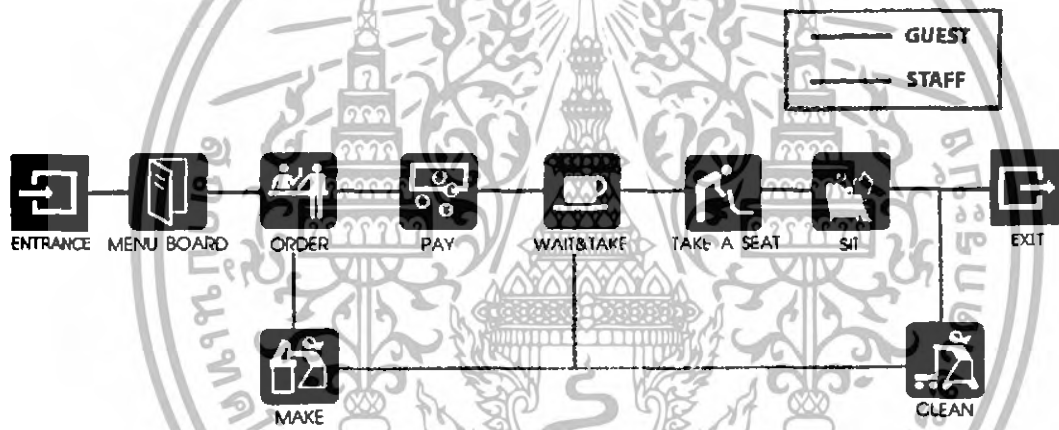 GUEST
STAFF
ENTRANCE
MENU BOARD
ORDER
PAY
WAIT&TAKE
TAKE A SEAT
SIT
EXIT
MAKE
CLEAN